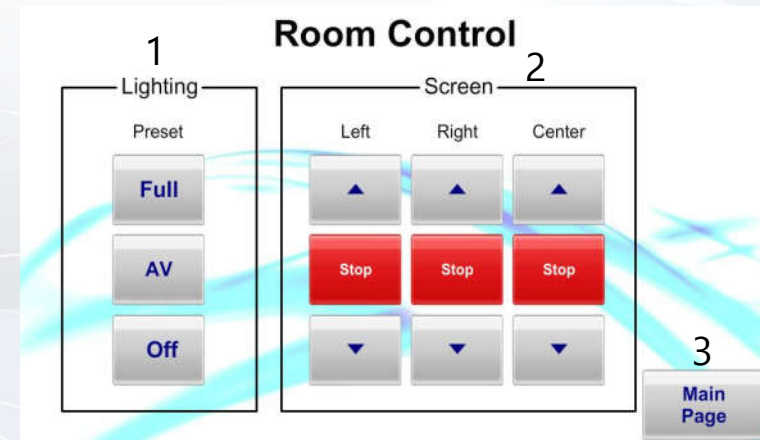 Room Control
1
2
Lighting
Screen
Preset
Left Right Center
Full
AV
Stop Stop Stop
Off
3
Main
Page